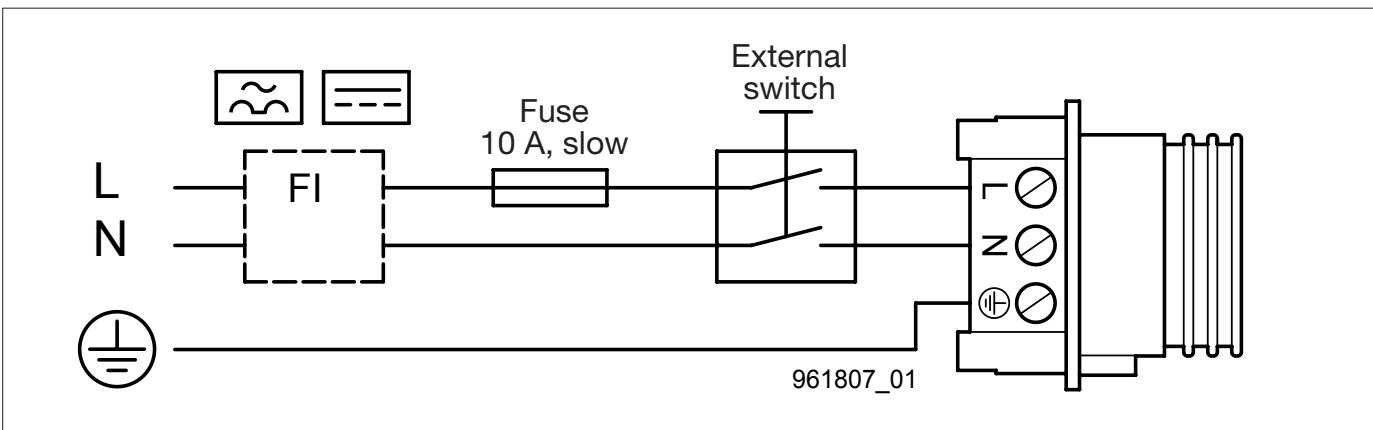 External
switch
Fuse
10 A, slow
L
FI
L
N
N
961807_01